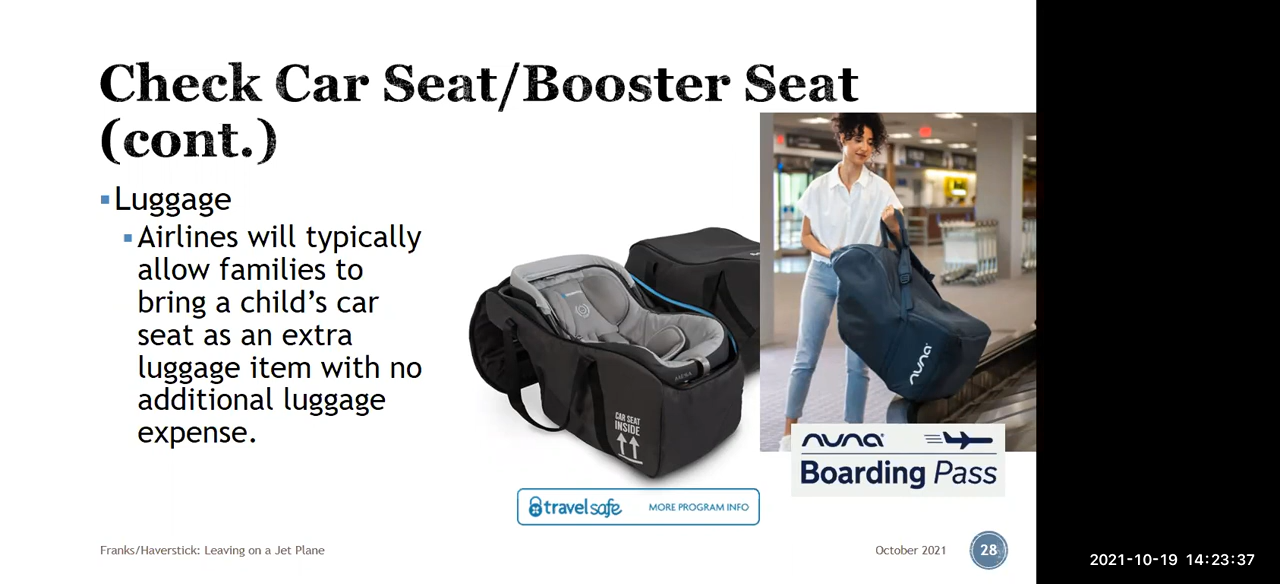 Check Car Seat/Booster Seat
(cont.)
Luggage
Airlines will typically
allow families to
bring a child's car
seat as an extra
luggage item with no
additional luggage
expense.
CAR SEAT
INSIDE
nuna
nuna
Boarding Pass
travel safe MORE PROGRAM INFO
Franks/Haverstick: Leaving on a Jet Plane
October 2021
28
2021-10-19 14:23:37